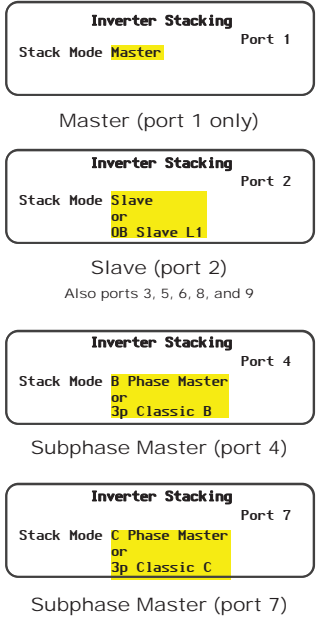 Inverter Stacking
Port 1
Stack Mode Master
Master (port 1 only)
Inverter Stacking
Port 2
Stack Mode Slave
or
OB Slave L1
Slave (port 2)
Also ports 3, 5, 6, 8, and 9
Inverter Stacking
Port 4
Stack Mode B Phase Master
or
3p Classic B
Subphase Master (port 4)
Inverter Stacking
Port 7
Stack Mode C Phase Master
or
3p Classic C
Subphase Master (port 7)